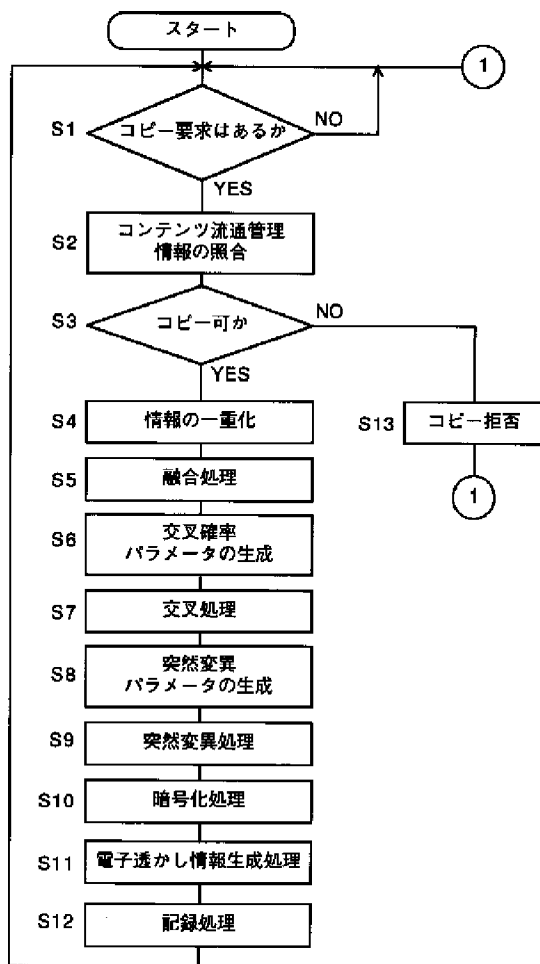 スタート
1
S1
コピー要求はあるか
NO
YES
S2
コンテンツ流通管理
情報の照合
S3
コピー可か
NO
YES
S4
情報の一重化
S13
コピー拒否
S5
融合処理
1
S6
交叉確率
パラメータの生成
S7
交叉処理
S8
突然変異
パラメータの生成
S9
突然変異処理
S10
暗号化処理
S11
電子透かし情報生成処理
S12
記録処理